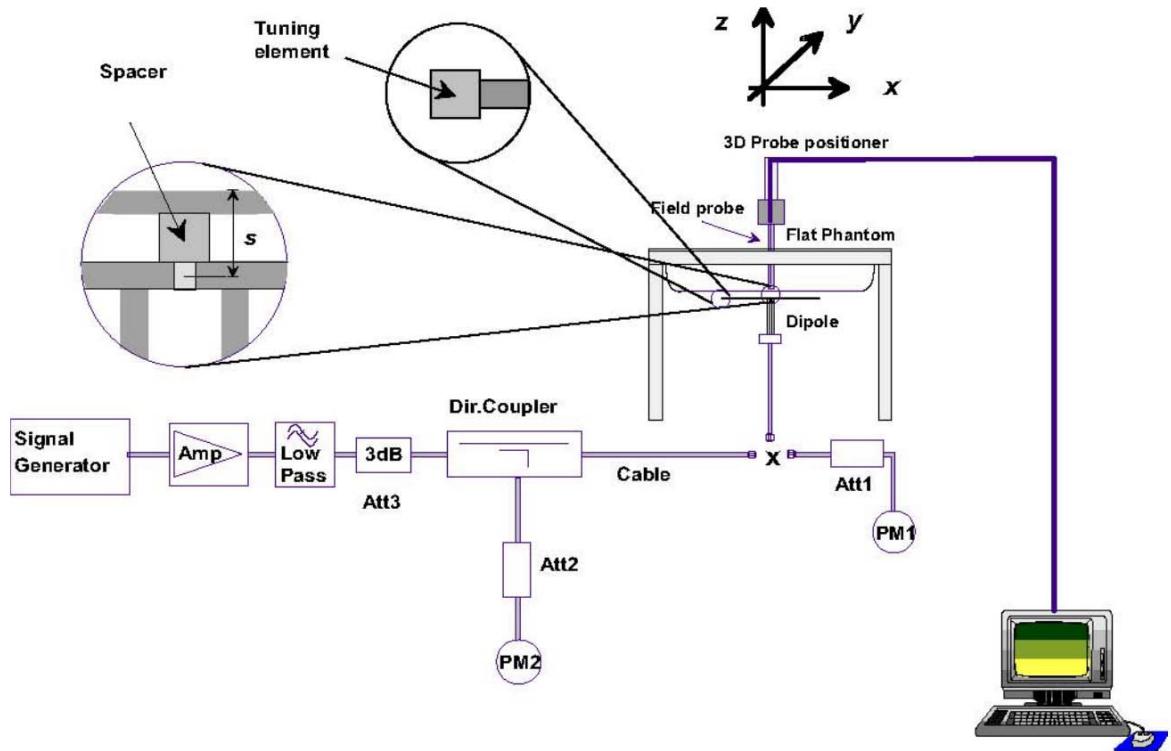 Tuning
element
Spacer
z
y
x
3D Probe positioner
Field probe
Flat Phantom
s
Dipole
Dir.Coupler
Signal
Generator
Amp
Low
Pass
3dB
Att3
Cable
X
Att1
PM1
Att2
PM2